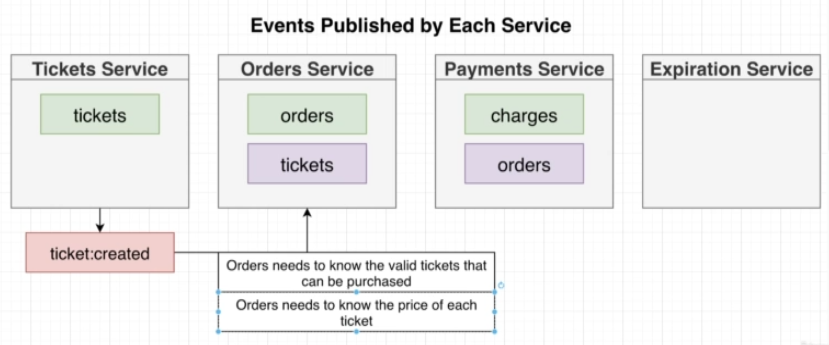 Events Published by Each Service
Tickets Service
tickets
Orders Service
orders
tickets
Payments Service
charges
orders
Expiration Service
ticket:created
Orders needs to know the valid tickets that
can be purchased
Orders needs to know the price of each
ticket